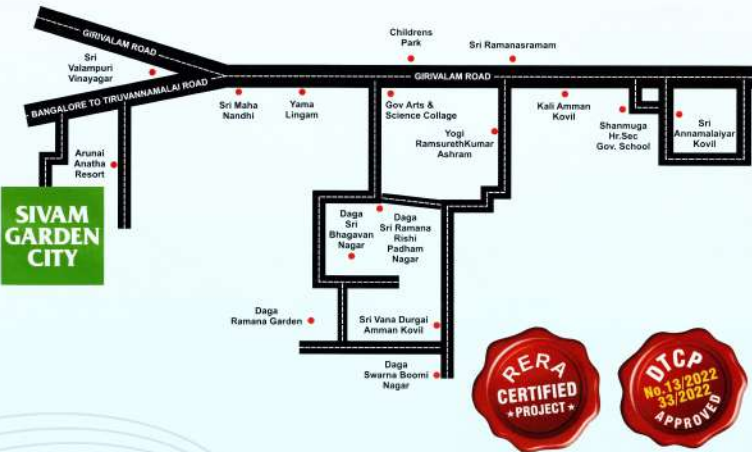 GIRIVALAM ROAD
Sri
Valampuri
Vinayagar
BANGALORE TO TIRUVANNAMALAI ROAD
Childrens
Park
Sri Ramanasramam
GIRIVALAM ROAD
Sri Maha
Nandhi
Yama
Lingam
Gov Arts &
Science Collage
Yogi
RamsurethKumar
Ashram
Kali Amman
Kovil
Shanmuga
Hr.Sec
Gov. School
Sri
Annamalaiyar
Kovil
Arunai
Anatha
Resort
SIVAM
GARDEN
CITY
Daga
Sri
Bhagavan
Nagar
Daga
Sri Ramana
Rishi
Padham
Nagar
Daga
Ramana Garden
Sri Vana Durgai
Amman Kovil
Daga
Swarna Boomi
Nagar
RERA
CERTIFIED
★PROJECT★
DTCP
No.13/2022
33/2022
APPROVED